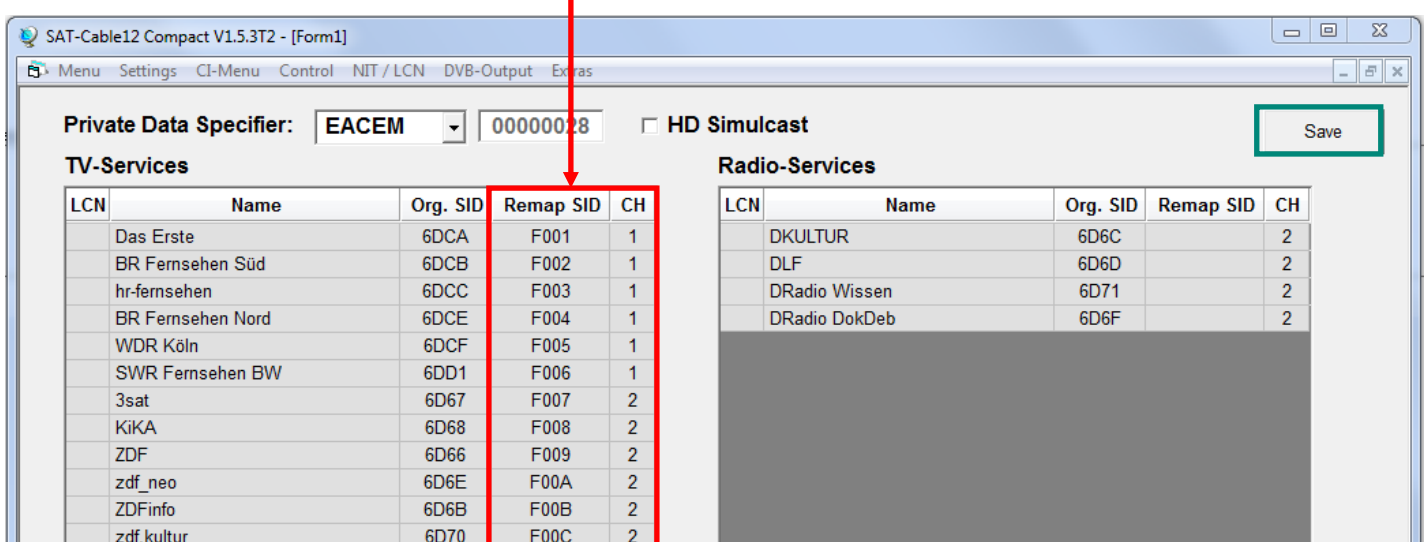 SAT-Cable12 Compact V1.5.3T2 - [Form1]
Menu Settings CI-Menu Control NIT / LCN DVB-Output Extras
Private Data Specifier: EACEM 00000028 HD Simulcast Save
TV-Services Radio-Services
LCN Name Org. SID Remap SID CH LCN Name Org. SID Remap SID CH
Das Erste 6DCA F001 1 DKULTUR 6D6C 2
BR Fernsehen Süd 6DCB F002 1 DLF 6D6D 2
hr-fernsehen 6DCC F003 1 DRadio Wissen 6D71 2
BR Fernsehen Nord 6DCE F004 1 DRadio DokDeb 6D6F 2
WDR Köln 6DCF F005 1
SWR Fernsehen BW 6DD1 F006 1
3sat 6D67 F007 2
KiKA 6D68 F008 2
ZDF 6D66 F009 2
zdf_neo 6D6E F00A 2
ZDFinfo 6D6B F00B 2
zdf.kultur 6D70 F00C 2